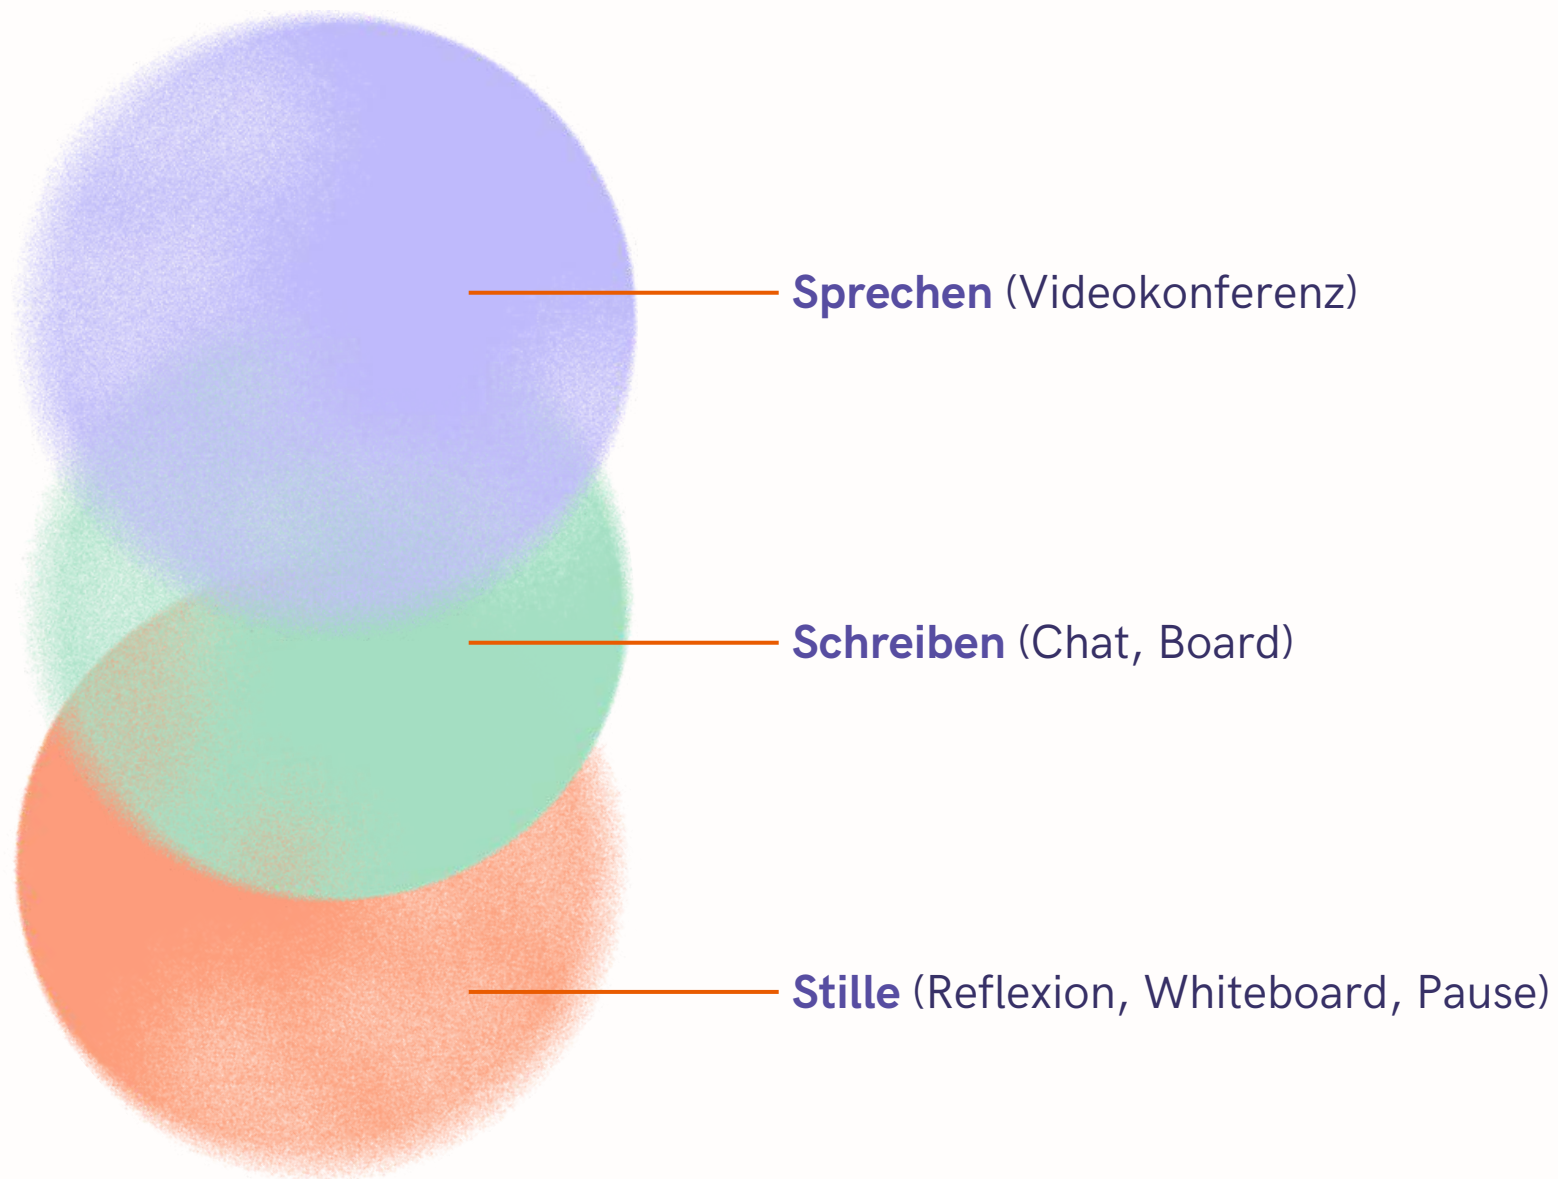 Sprechen (Videokonferenz)
Schreiben (Chat, Board)
Stille (Reflexion, Whiteboard, Pause)